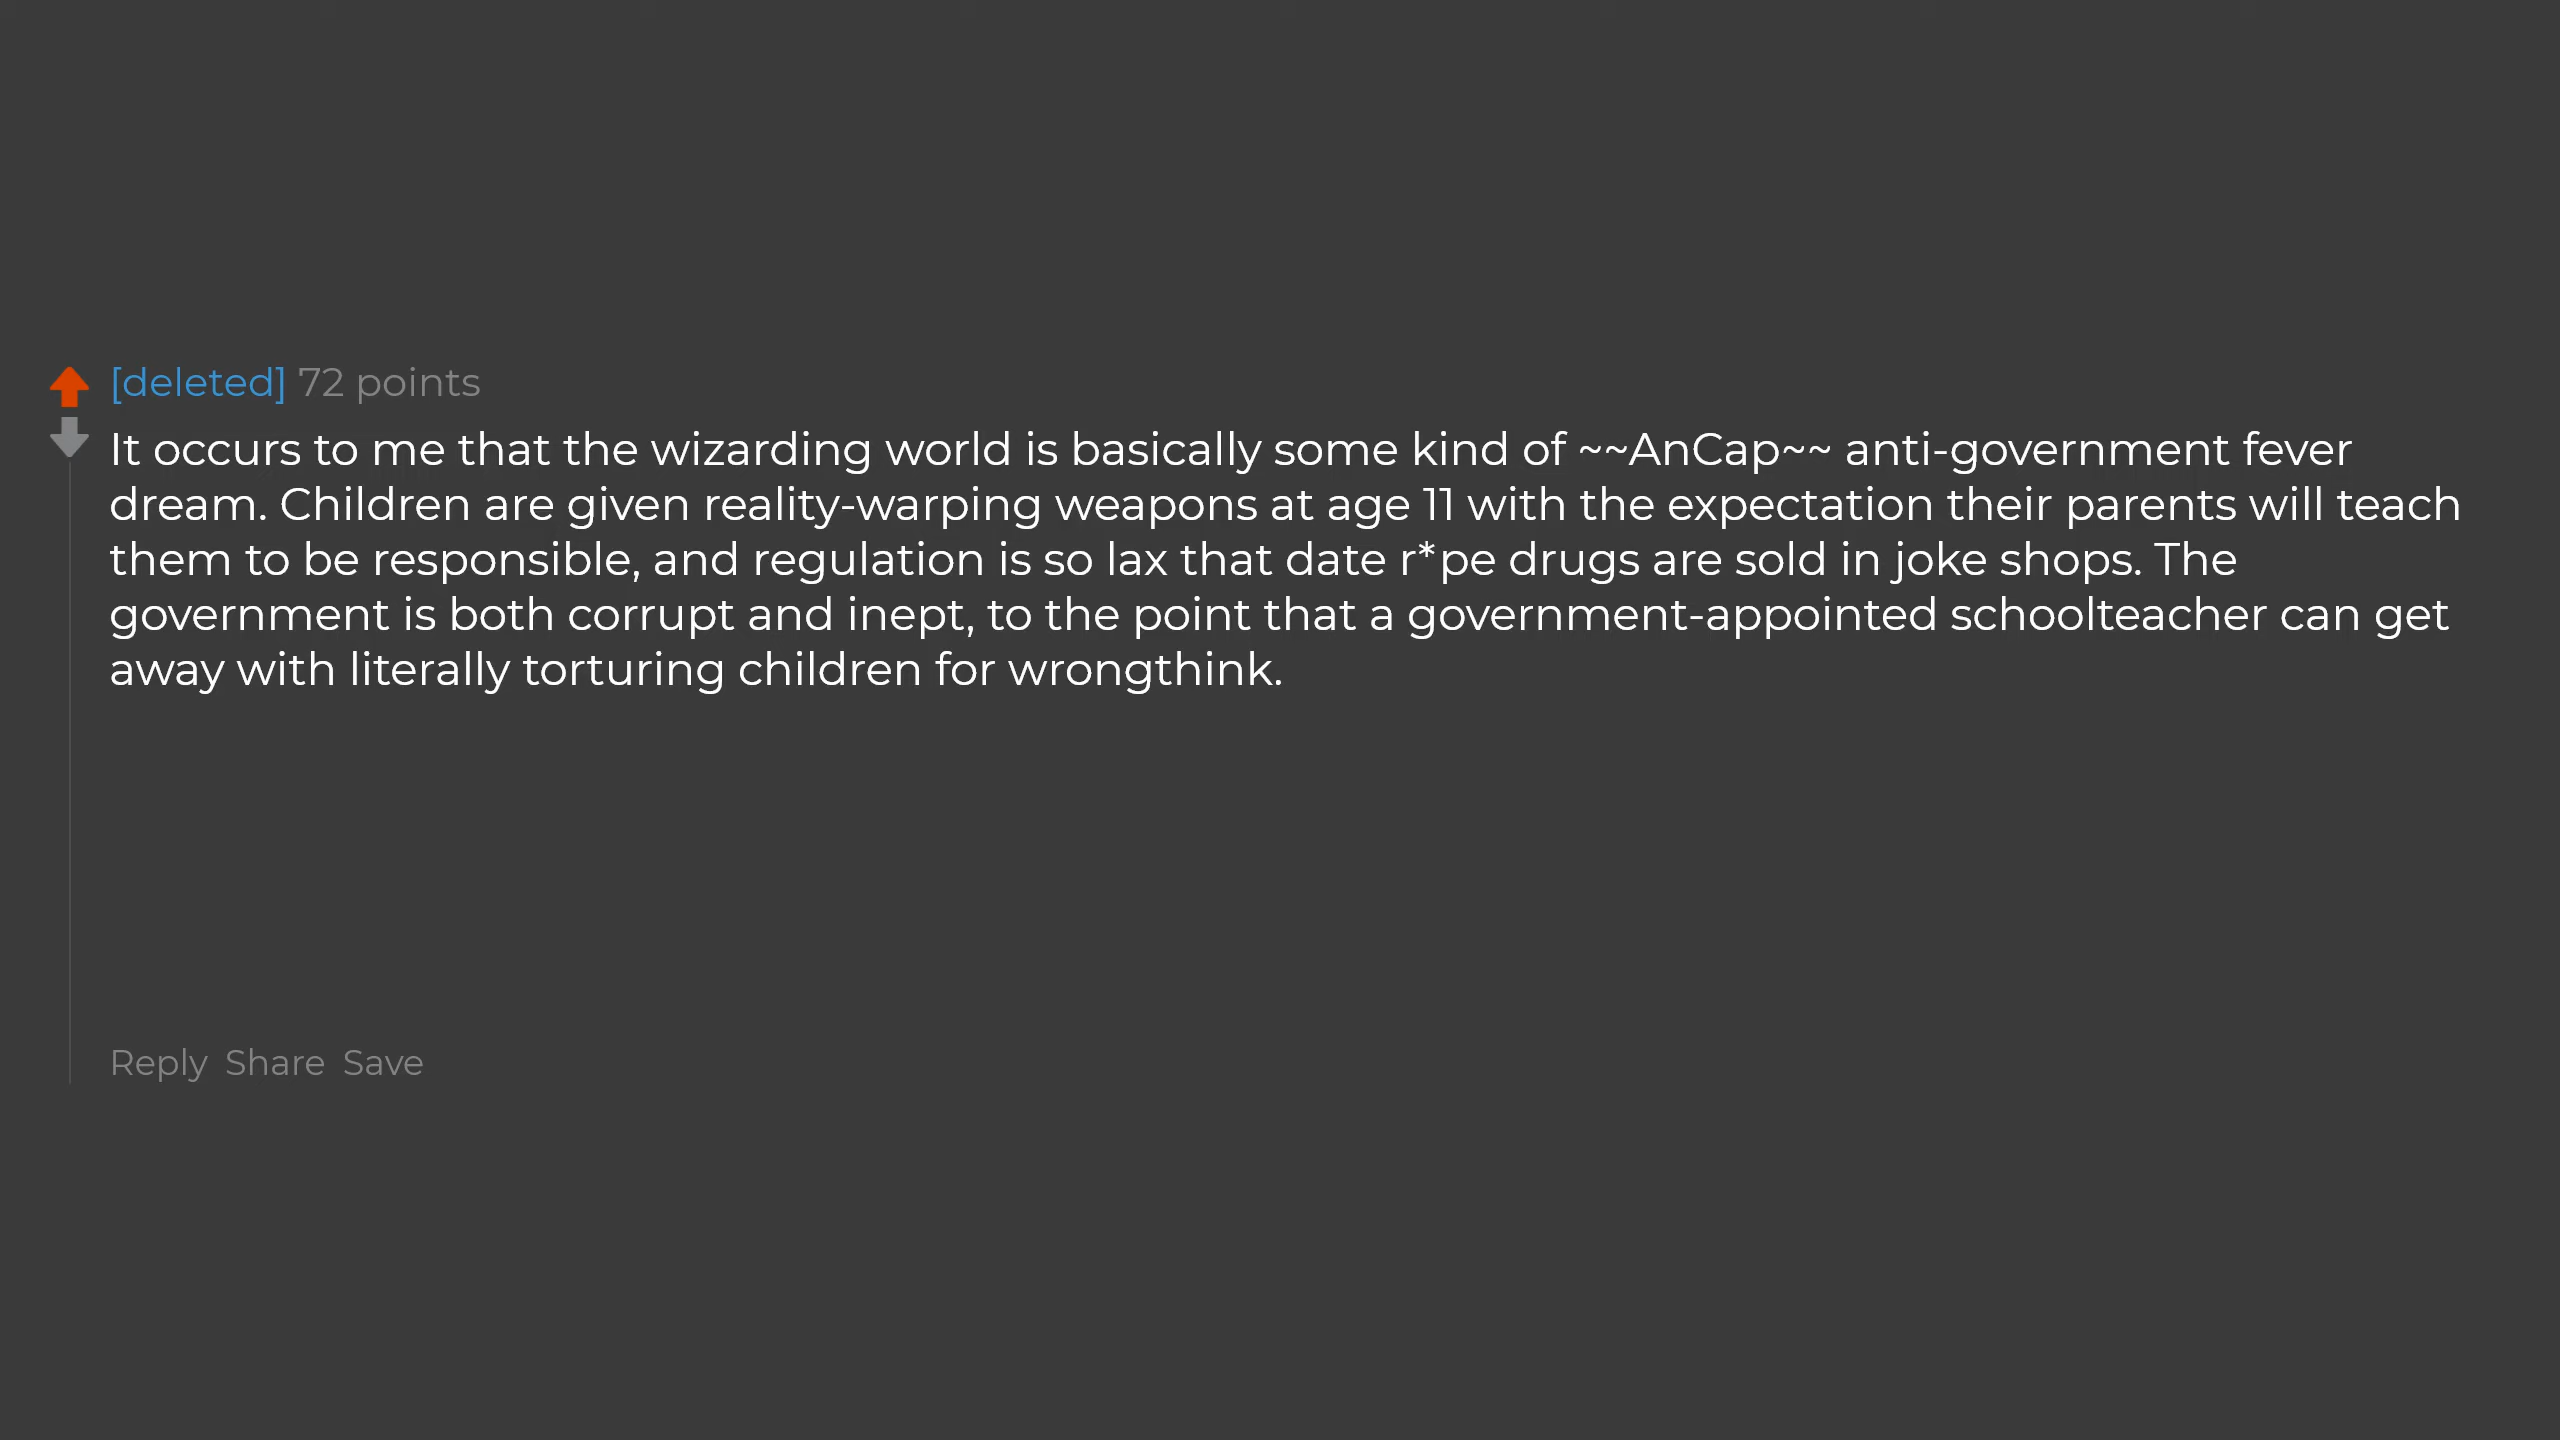 [deleted] 72 points
It occurs to me that the wizarding world is basically some kind of ~~AnCap~~ anti-government fever
dream. Children are given reality-warping weapons at age 11 with the expectation their parents will teach
them to be responsible, and regulation is so lax that date r*pe drugs are sold in joke shops. The
government is both corrupt and inept, to the point that a government-appointed schoolteacher can get
away with literally torturing children for wrongthink.
Reply Share Save